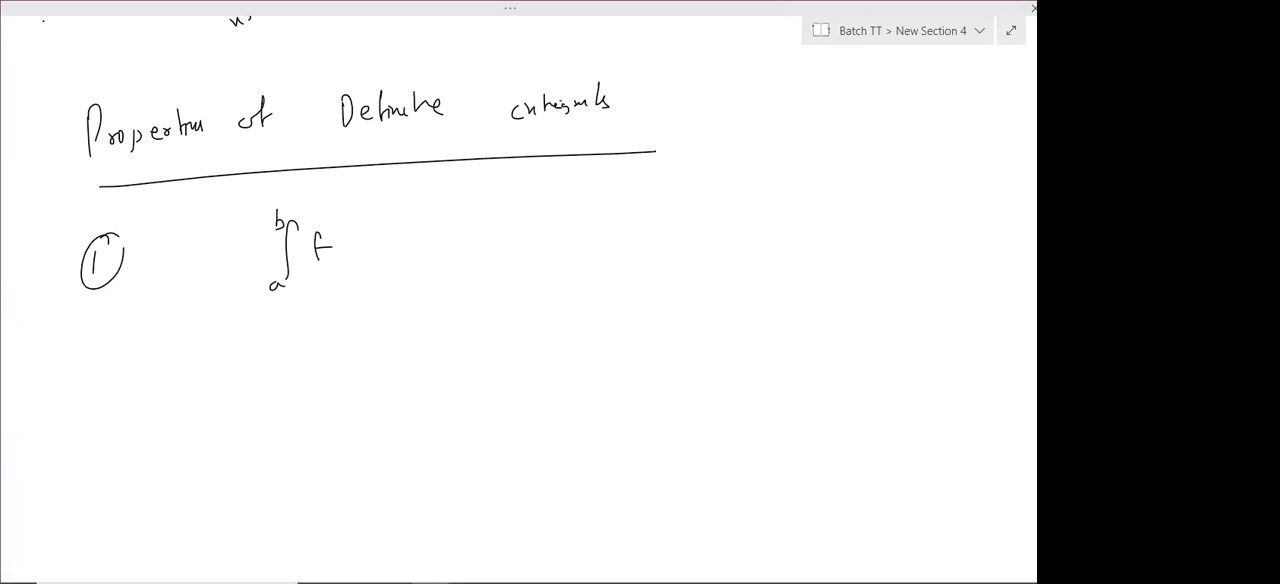 ...
x,
Batch TT > New Section 4
Properties of Definite integrals
① b
∫ f
a